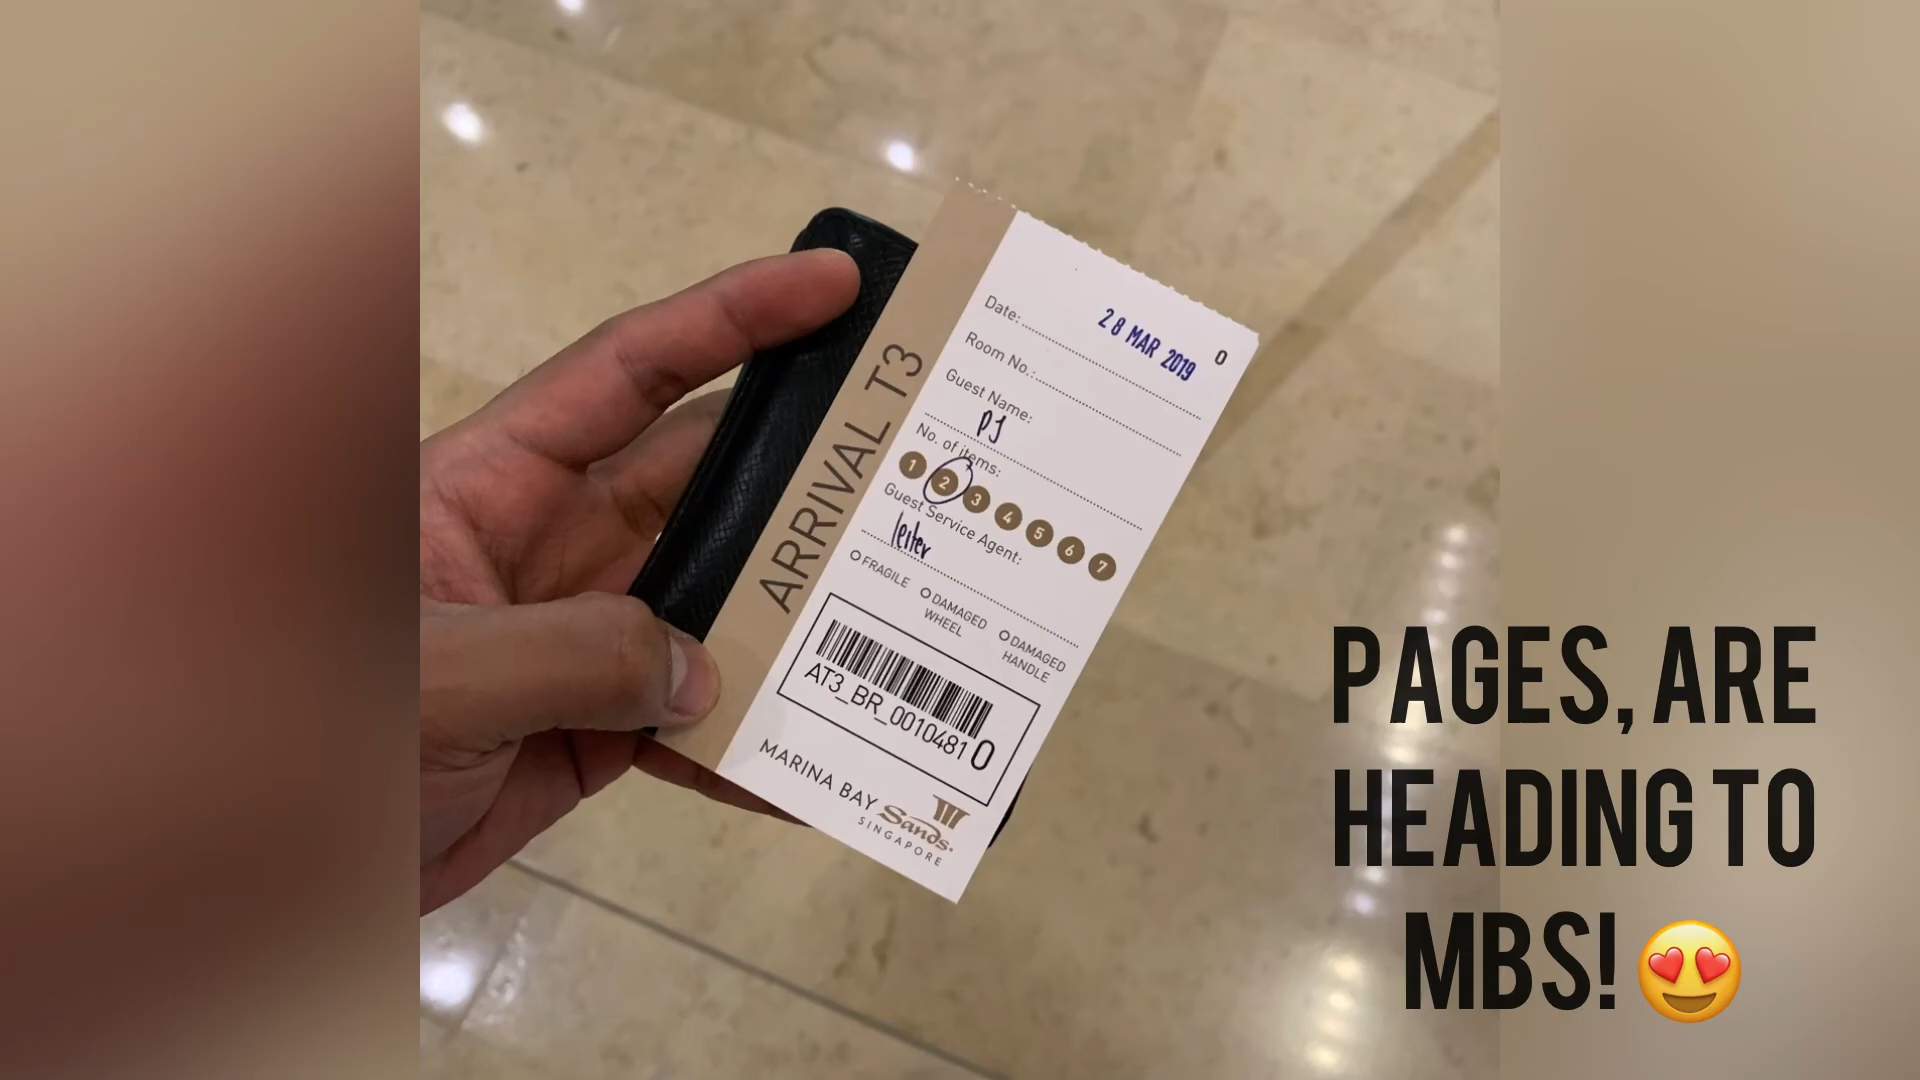 ARRIVAL T3
0
Date: 28 MAR 2019
Room No.:
Guest Name:
PJ
No. of items:
1 2 3 4 5 6 7
Guest Service Agent:
leiter
FRAGILE DAMAGED WHEEL DAMAGED HANDLE
AT3_BR_0010481 0
MARINA BAY Sands.
SINGAPORE
PAGES, ARE
HEADING TO
MBS! 😍